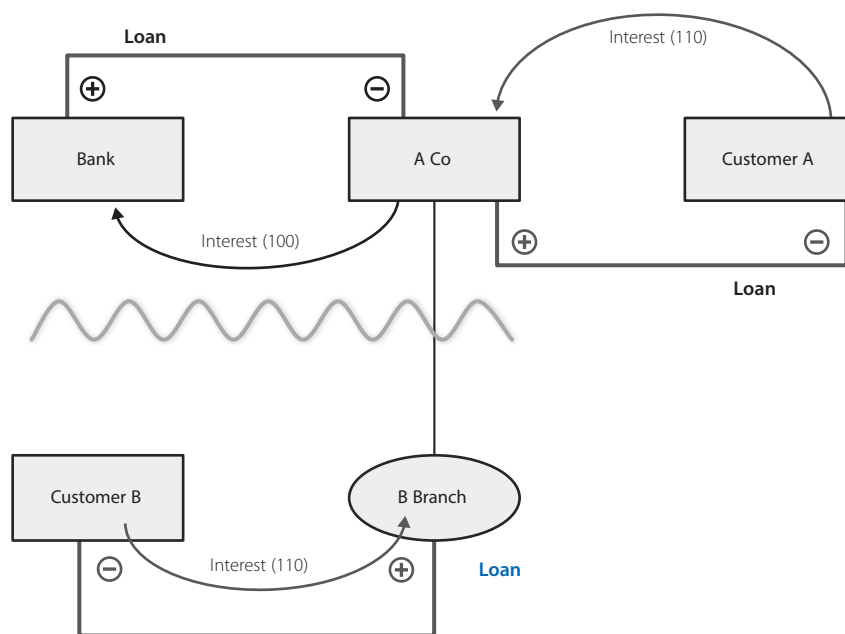 Loan
Interest (110)
+
−
Bank
A Co
Customer A
Interest (100)
+
−
Loan
Customer B
B Branch
Interest (110)
−
+
Loan